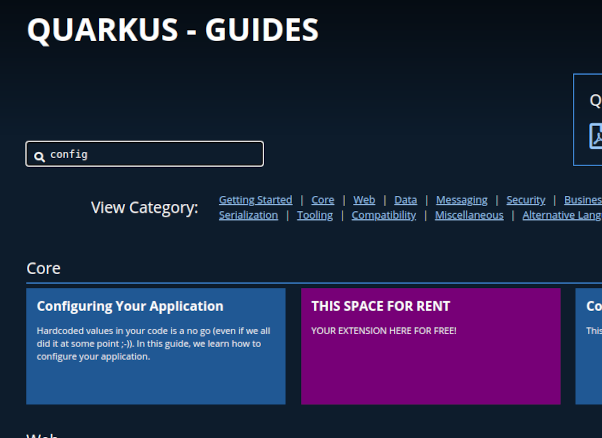 QUARKUS - GUIDES
Q
config
View Category:
Getting Started | Core | Web | Data | Messaging | Security | Busines
Serialization | Tooling | Compatibility | Miscellaneous | Alternative Lang
Core
Configuring Your Application
Hardcoded values in your code is a no go (even if we all
did it at some point ;-)). In this guide, we learn how to
configure your application.
THIS SPACE FOR RENT
YOUR EXTENSION HERE FOR FREE!
Co
This
Web